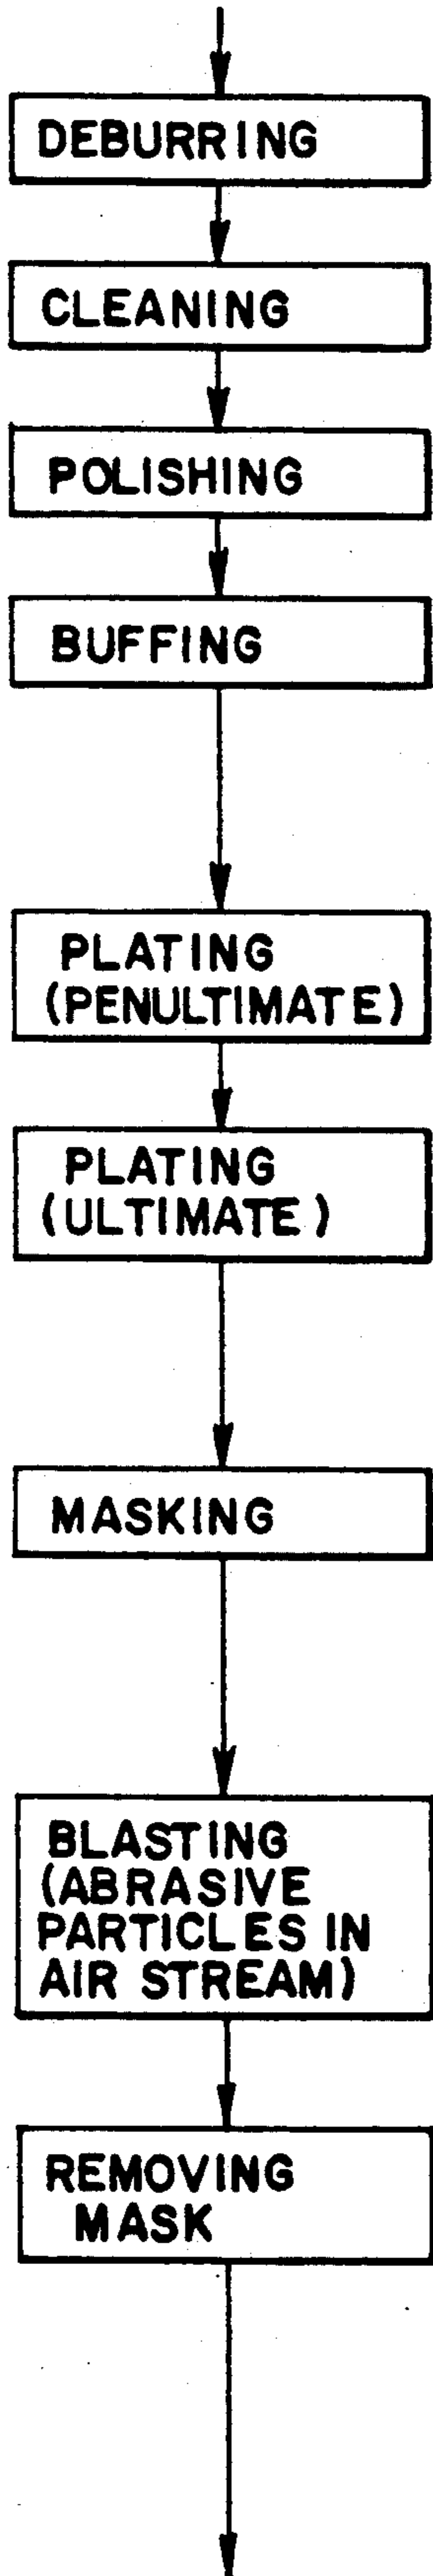 DEBURRING
CLEANING
POLISHING
BUFFING
PLATING
(PENULTIMATE)
PLATING
(ULTIMATE)
MASKING
BLASTING
(ABRASIVE
PARTICLES IN
AIR STREAM)
REMOVING
MASK